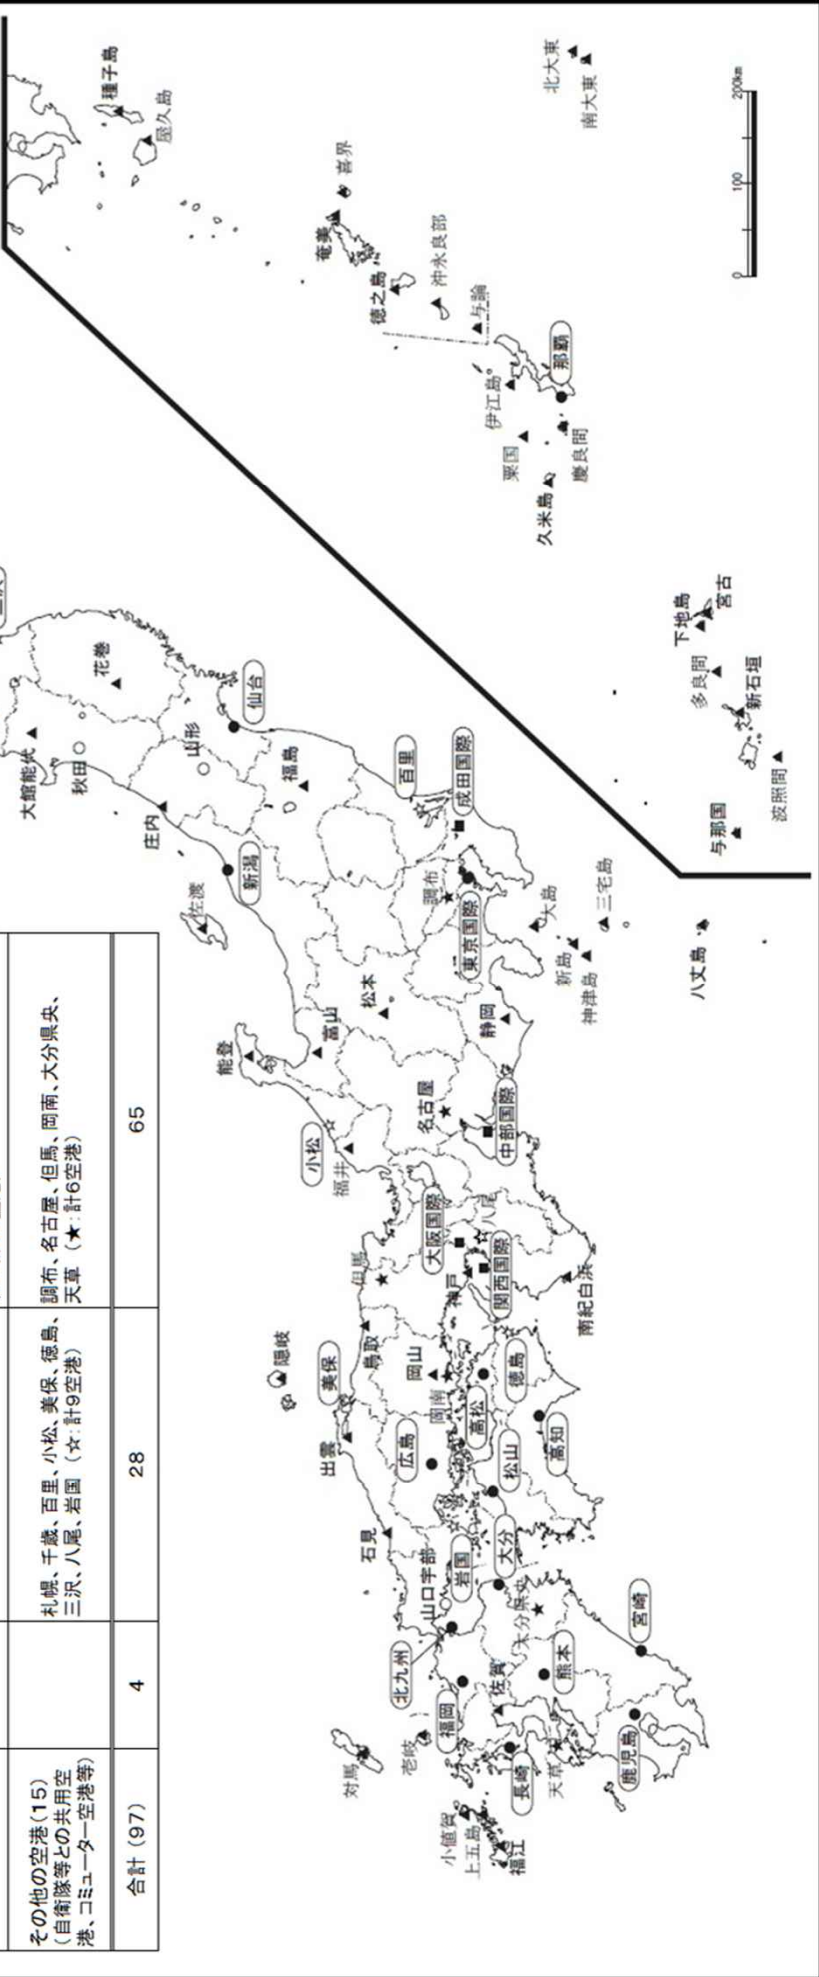 その他の空港(15)
(自衛隊等との共用空
港、コミューター空港等)
札幌、千歳、百里、小松、美保、徳島、
三沢、八尾、岩国 (☆:計9空港)
調布、名古屋、但馬、岡南、大分県央、
天草 (★:計6空港)
合計 (97)
4
28
65
大館能代
秋田
花巻
庄内
山形
仙台
福島
新潟
佐渡
百里
成田国際
調布
東京国際
大島
新島
神津島
三宅島
八丈島
能登
富山
松本
静岡
小松
福井
名古屋
中部国際
但馬
大阪国際
八尾
神戸
関西国際
南紀白浜
隠岐
鳥取
美保
出雲
岡山
岡南
広島
石見
山口宇部
岩国
高松
徳島
松山
高知
北九州
福岡
佐賀
大分
大分県央
熊本
宮崎
長崎
天草
鹿児島
対馬
壱岐
小値賀
上五島
福江
種子島
屋久島
奄美
喜界
徳之島
沖永良部
与論
伊江島
那覇
粟国
慶良間
久米島
北大東
南大東
下地島
宮古
多良間
新石垣
波照間
与那国
0
100
200km